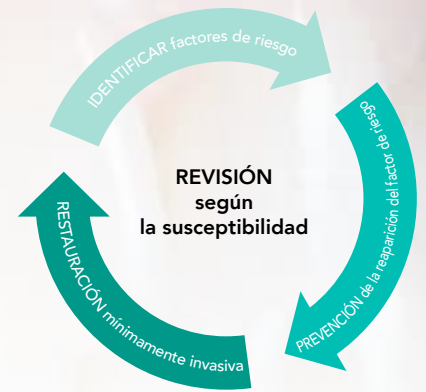 IDENTIFICAR factores de riesgo
PREVENCIÓN de la reaparición del factor de riesgo
RESTAURACIÓN mínimamente invasiva
REVISIÓN
según
la susceptibilidad